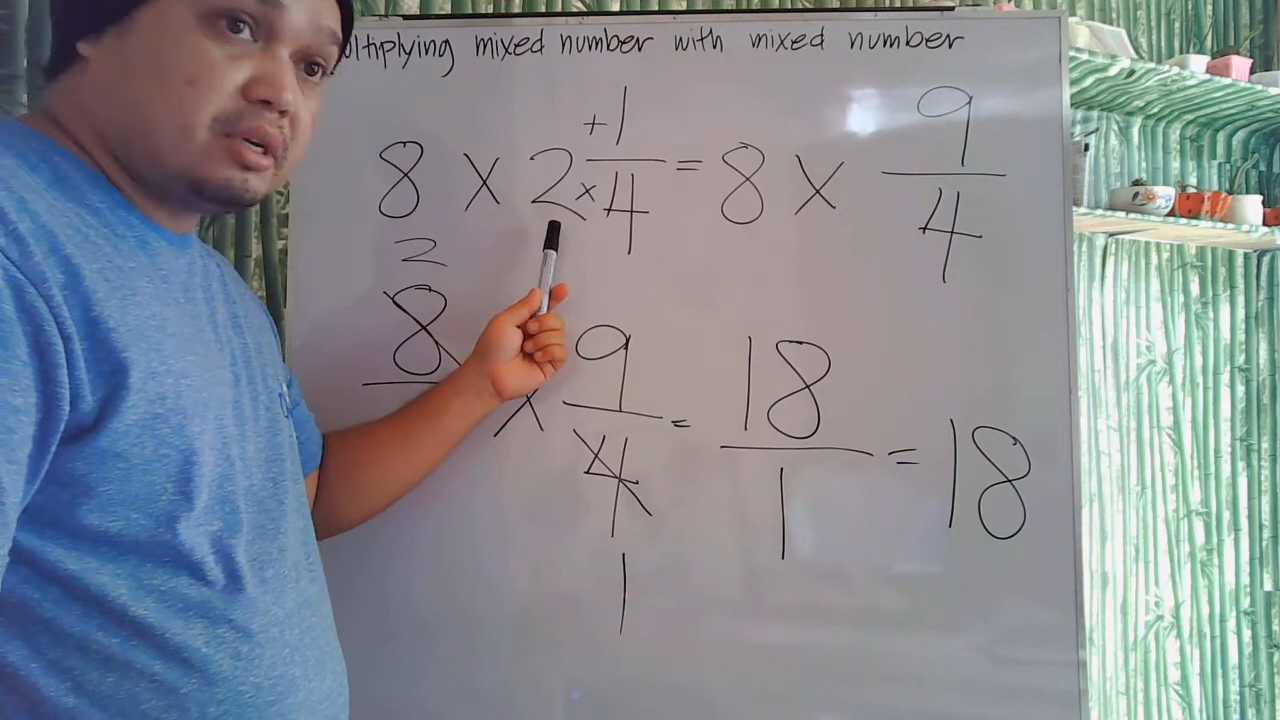 mixed number with mixed number
8 x 2 x +1/4 = 8 x 9/4
2
8 x 9/4 = 18/1 = 18
1